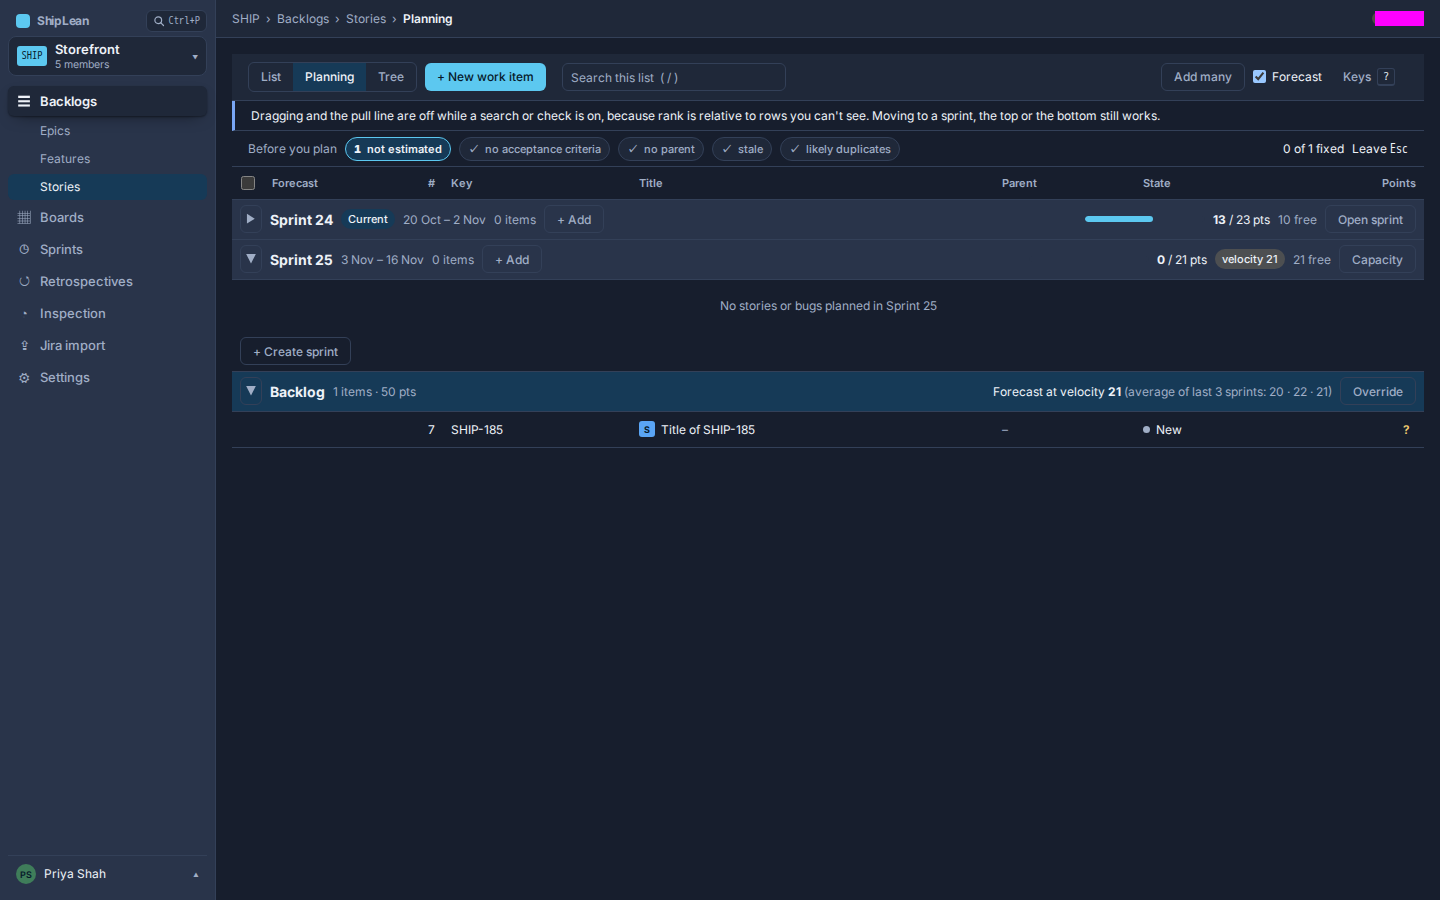 ShipLean Ctrl+P
SHIP › Backlogs › Stories › Planning
SHIP Storefront
5 members
Backlogs
Epics
Features
Stories
Boards
Sprints
Retrospectives
Inspection
Jira import
Settings
PS Priya Shah
List Planning Tree + New work item Search this list ( / ) Add many Forecast Keys ?
Dragging and the pull line are off while a search or check is on, because rank is relative to rows you can't see. Moving to a sprint, the top or the bottom still works.
Before you plan 1 not estimated ✓ no acceptance criteria ✓ no parent ✓ stale ✓ likely duplicates 0 of 1 fixed Leave Esc
Forecast # Key Title Parent State Points
Sprint 24 Current 20 Oct – 2 Nov 0 items + Add 13 / 23 pts 10 free Open sprint
Sprint 25 3 Nov – 16 Nov 0 items + Add 0 / 21 pts velocity 21 21 free Capacity
No stories or bugs planned in Sprint 25
+ Create sprint
Backlog 1 items · 50 pts Forecast at velocity 21 (average of last 3 sprints: 20 · 22 · 21) Override
7 SHIP-185 S Title of SHIP-185 – New ?